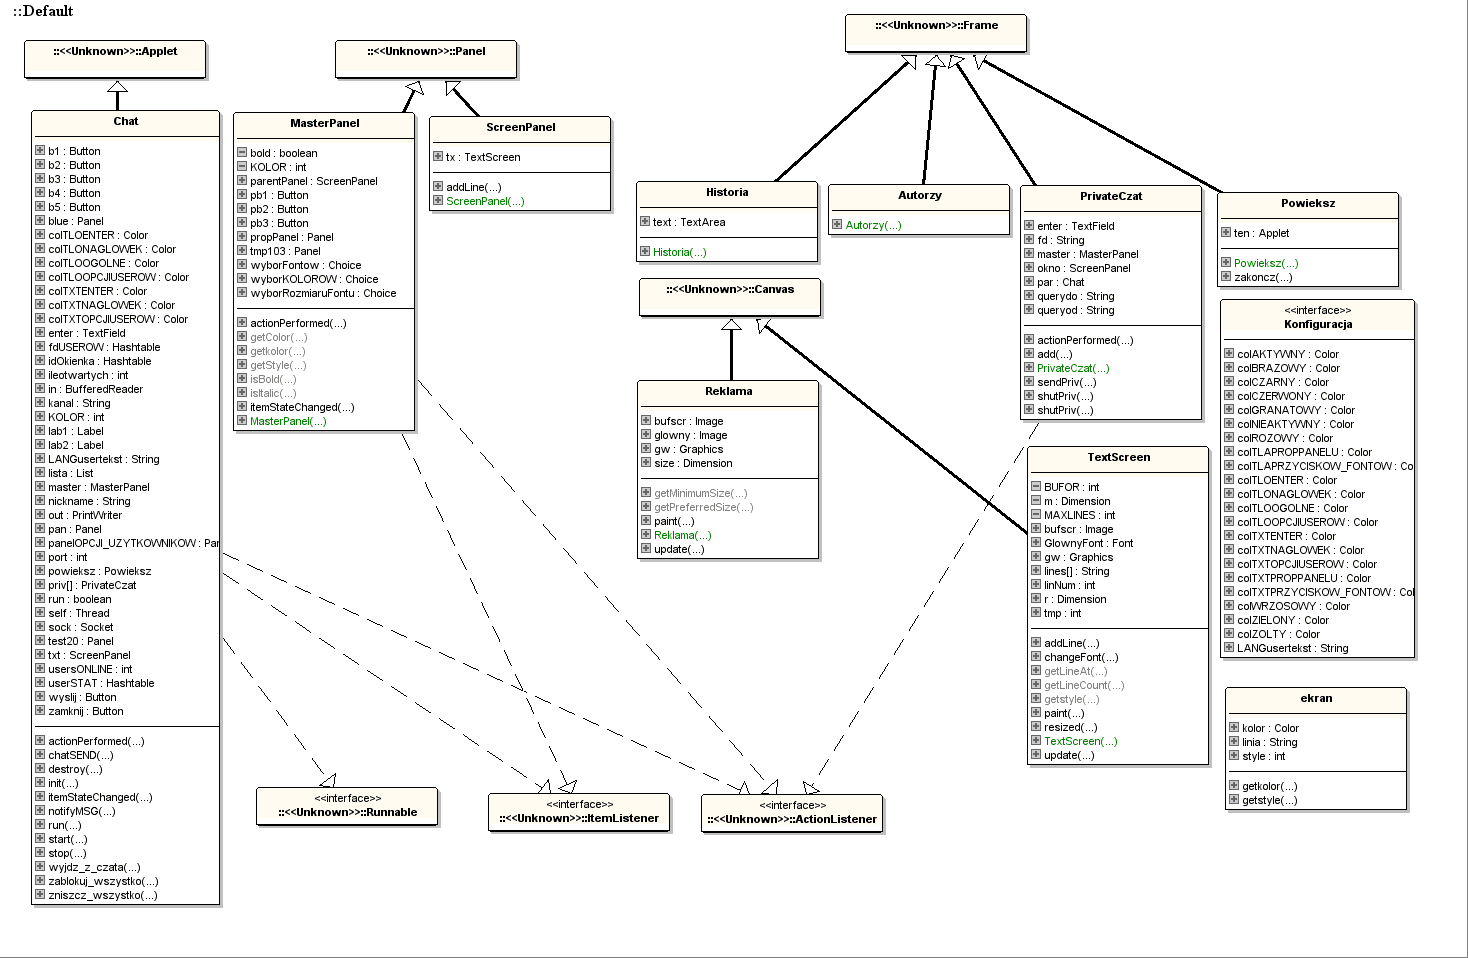 ::Default
::<<Unknown>>::Applet
Chat
b1 : Button
b2 : Button
b3 : Button
b4 : Button
b5 : Button
blue : Panel
colTLOENTER : Color
colTLONAGLOWEK : Color
colTLOOGOLNE : Color
colTLOOPCJIUSEROW : Color
colTXTENTER : Color
colTXTNAGLOWEK : Color
colTXTOPCJIUSEROW : Color
enter : TextField
fdUSEROW : Hashtable
idOkienka : Hashtable
ileotwartych : int
in : BufferedReader
kanal : String
KOLOR : int
lab1 : Label
lab2 : Label
LANGusertekst : String
lista : List
master : MasterPanel
nickname : String
out : PrintWriter
pan : Panel
panelOPCJI_UZYTKOWNIKOW : Par
port : int
powieksz : Powieksz
priv[] : PrivateCzat
run : boolean
self : Thread
sock : Socket
test20 : Panel
txt : ScreenPanel
usersONLINE : int
userSTAT : Hashtable
wyslij : Button
zamknij : Button
actionPerformed(...)
chatSEND(...)
destroy(...)
init(...)
itemStateChanged(...)
notifyMSG(...)
run(...)
start(...)
stop(...)
wyjdz_z_czata(...)
zablokuj_wszystko(...)
zniszcz_wszystko(...)
::<<Unknown>>::Panel
MasterPanel
bold : boolean
KOLOR : int
parentPanel : ScreenPanel
pb1 : Button
pb2 : Button
pb3 : Button
propPanel : Panel
tmp103 : Panel
wyborFontow : Choice
wyborKOLOROW : Choice
wyborRozmiaruFontu : Choice
actionPerformed(...)
getColor(...)
getkolor(...)
getStyle(...)
isBold(...)
isItalic(...)
itemStateChanged(...)
MasterPanel(...)
ScreenPanel
tx : TextScreen
addLine(...)
ScreenPanel(...)
::<<Unknown>>::Frame
Historia
text : TextArea
Historia(...)
Autorzy
Autorzy(...)
PrivateCzat
enter : TextField
fd : String
master : MasterPanel
okno : ScreenPanel
par : Chat
querydo : String
queryod : String
actionPerformed(...)
add(...)
PrivateCzat(...)
sendPriv(...)
shutPriv(...)
shutPriv(...)
Powieksz
ten : Applet
Powieksz(...)
zakoncz(...)
::<<Unknown>>::Canvas
Reklama
bufscr : Image
glowny : Image
gw : Graphics
size : Dimension
getMinimumSize(...)
getPreferredSize(...)
paint(...)
Reklama(...)
update(...)
TextScreen
BUFOR : int
m : Dimension
MAXLINES : int
bufscr : Image
GlownyFont : Font
gw : Graphics
lines[] : String
linNum : int
r : Dimension
tmp : int
addLine(...)
changeFont(...)
getLineAt(...)
getLineCount(...)
getstyle(...)
paint(...)
resized(...)
TextScreen(...)
update(...)
<<interface>>
Konfiguracja
colAKTYWNY : Color
colBRAZOWY : Color
colCZARNY : Color
colCZERWONY : Color
colGRANATOWY : Color
colNIEAKTYWNY : Color
colROZOWY : Color
colTLAPROPPANELU : Color
colTLAPRZYCISKOW_FONTOW : Co
colTLOENTER : Color
colTLONAGLOWEK : Color
colTLOOGOLNE : Color
colTLOOPCJIUSEROW : Color
colTXTENTER : Color
colTXTNAGLOWEK : Color
colTXTOPCJIUSEROW : Color
colTXTPROPPANELU : Color
colTXTPRZYCISKOW_FONTOW : Col
colWRZOSOWY : Color
colZIELONY : Color
colZOLTY : Color
LANGusertekst : String
ekran
kolor : Color
linia : String
style : int
getkolor(...)
getstyle(...)
<<interface>>
::<<Unknown>>::Runnable
<<interface>>
::<<Unknown>>::ItemListener
<<interface>>
::<<Unknown>>::ActionListener